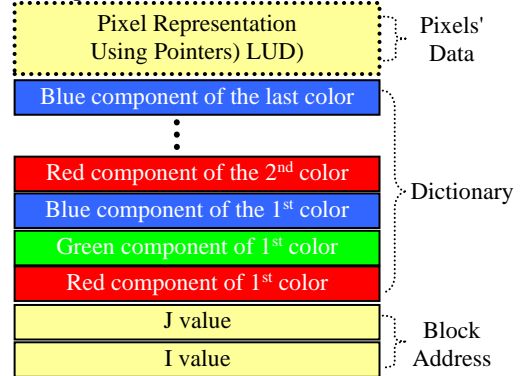 Pixel Representation
Using Pointers) LUD)
Pixels'
Data
Blue component of the last color
Red component of the 2nd color
Blue component of the 1st color
Green component of 1st color
Red component of 1st color
Dictionary
J value
I value
Block
Address